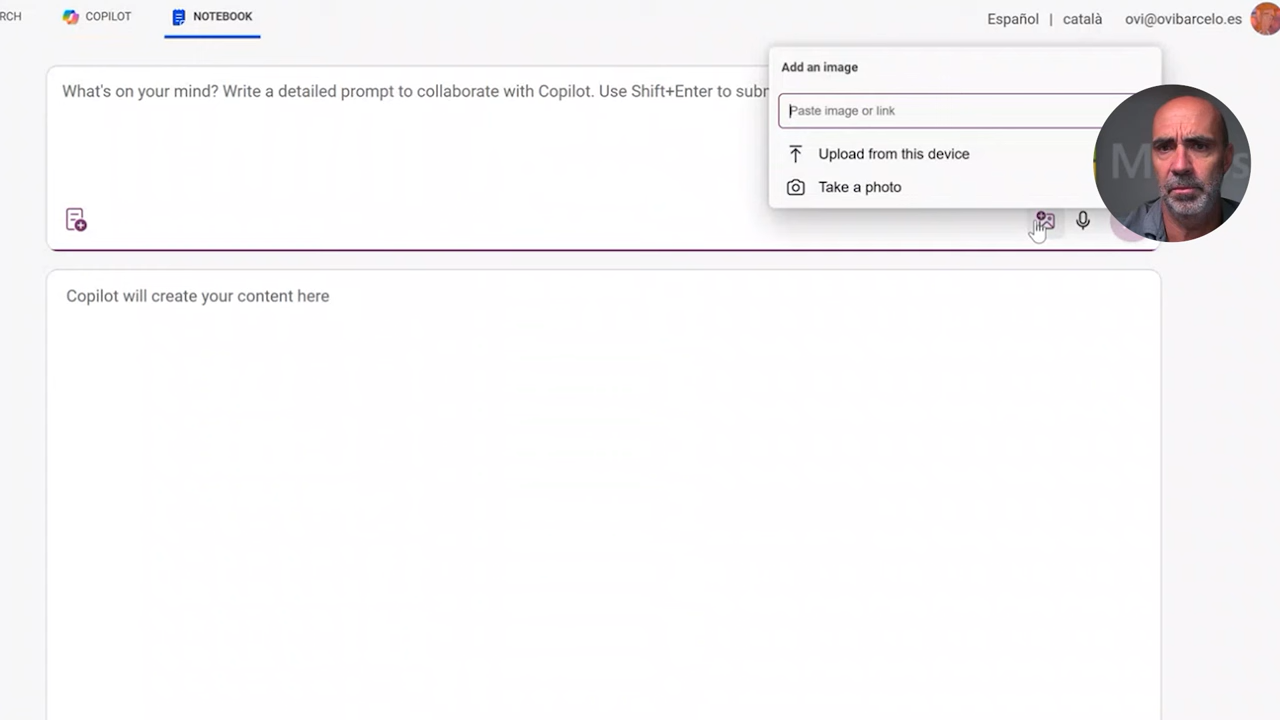 RCH
COPILOT
NOTEBOOK
Español | català
ovi@ovibarcelo.es
Add an image
What's on your mind? Write a detailed prompt to collaborate with Copilot. Use Shift+Enter to
Paste image or link
Upload from this device
Take a photo
Copilot will create your content here